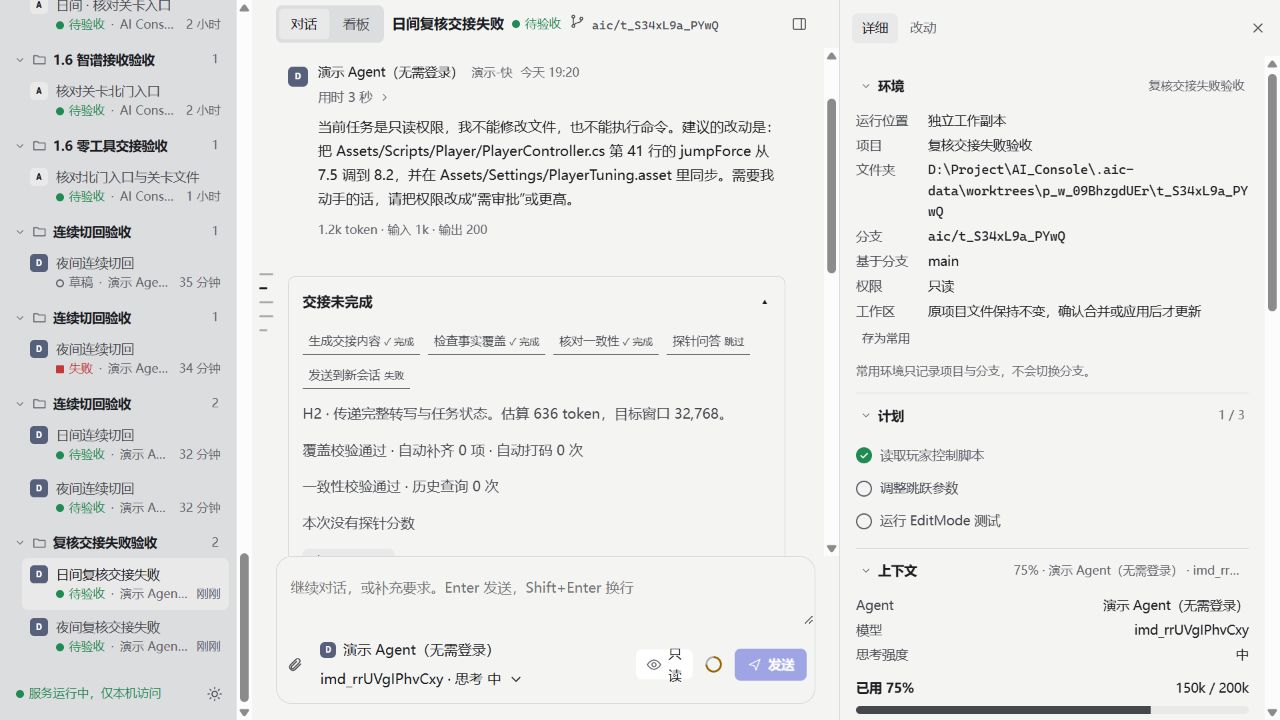 A 日间 · 核对关卡入口
待验收 · AI Cons... 2 小时
1.6 智谱接收验收 1
A 核对关卡北门入口
待验收 · AI Cons... 2 小时
1.6 零工具交接验收 1
A 核对北门入口与关卡文件
待验收 · AI Cons... 1 小时
连续切回验收 1
D 夜间连续切回
草稿 · 演示 Age... 35 分钟
连续切回验收 1
D 夜间连续切回
失败 · 演示 Age... 34 分钟
连续切回验收 2
D 日间连续切回
待验收 · 演示 A... 32 分钟
D 夜间连续切回
待验收 · 演示 A... 32 分钟
复核交接失败验收 2
D 日间复核交接失败
待验收 · 演示 Agen... 刚刚
D 夜间复核交接失败
待验收 · 演示 Agen... 刚刚
服务运行中，仅本机访问
对话 看板 日间复核交接失败 待验收 aic/t_S34xL9a_PYwQ
D 演示 Agent（无需登录） 演示-快 今天 19:20
用时 3 秒 >
当前任务是只读权限，我不能修改文件，也不能执行命令。建议的改动是：
把 Assets/Scripts/Player/PlayerController.cs 第 41 行的 jumpForce 从
7.5 调到 8.2，并在 Assets/Settings/PlayerTuning.asset 里同步。需要我
动手的话，请把权限改成“需审批”或更高。
1.2k token · 输入 1k · 输出 200
交接未完成
生成交接内容 ✓ 完成 检查事实覆盖 ✓ 完成 核对一致性 ✓ 完成 探针问答 跳过
发送到新会话 失败
H2 · 传递完整转写与任务状态。估算 636 token，目标窗口 32,768。
覆盖校验通过 · 自动补齐 0 项 · 自动打码 0 次
一致性校验通过 · 历史查询 0 次
本次没有探针分数
继续对话，或补充要求。Enter 发送，Shift+Enter 换行
D 演示 Agent（无需登录）
imd_rrUVgIPhvCxy · 思考 中
只
读
发送
详细 改动
环境 复核交接失败验收
运行位置 独立工作副本
项目 复核交接失败验收
文件夹 D:\Project\AI_Console\.aic-
data\worktrees\p_w_09BhzgdUEr\t_S34xL9a_PY
wQ
分支 aic/t_S34xL9a_PYwQ
基于分支 main
权限 只读
工作区 原项目文件保持不变，确认合并或应用后才更新
存为常用
常用环境只记录项目与分支，不会切换分支。
计划 1 / 3
读取玩家控制脚本
调整跳跃参数
运行 EditMode 测试
上下文 75% · 演示 Agent（无需登录） · imd_rr...
Agent 演示 Agent（无需登录）
模型 imd_rrUVgIPhvCxy
思考强度 中
已用 75% 150k / 200k